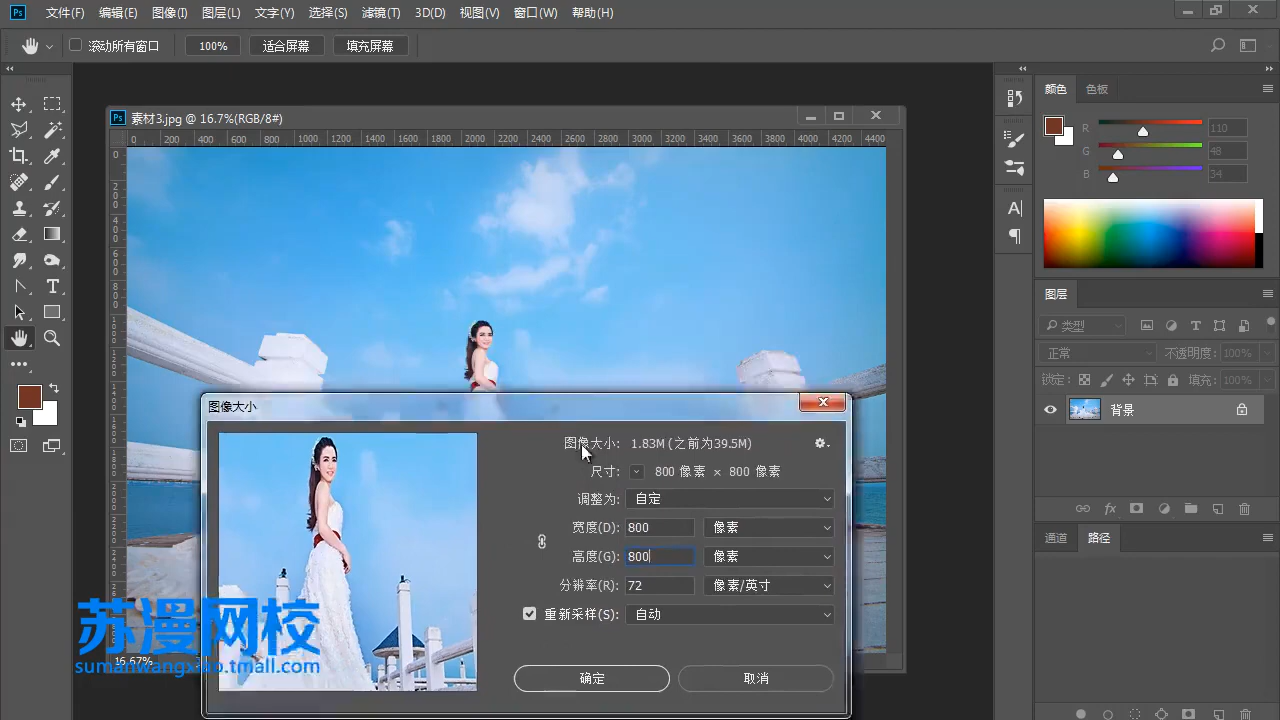 Ps 文件(F) 编辑(E) 图像(I) 图层(L) 文字(Y) 选择(S) 滤镜(T) 3D(D) 视图(V) 窗口(W) 帮助(H)
滚动所有窗口 100% 适合屏幕 填充屏幕
Ps 素材3.jpg @ 16.7%(RGB/8#)
0 200 400 600 800 1000 1200 1400 1600 1800 2000 2200 2400 2600 2800 3000 3200 3400 3600 3800 4000 4200 4400
颜色 色板
R 110
G 48
B 34
图层
类型
正常 不透明度: 100%
锁定: 填充: 100%
背景
fx
通道 路径
图像大小
图像大小: 1.83M (之前为39.5M)
尺寸: 800 像素 × 800 像素
调整为: 自定
宽度(D): 800 像素
高度(G): 800 像素
分辨率(R): 72 像素/英寸
重新采样(S): 自动
确定 取消
苏漫网校
sumanwangxiao.tmall.com
16.67%